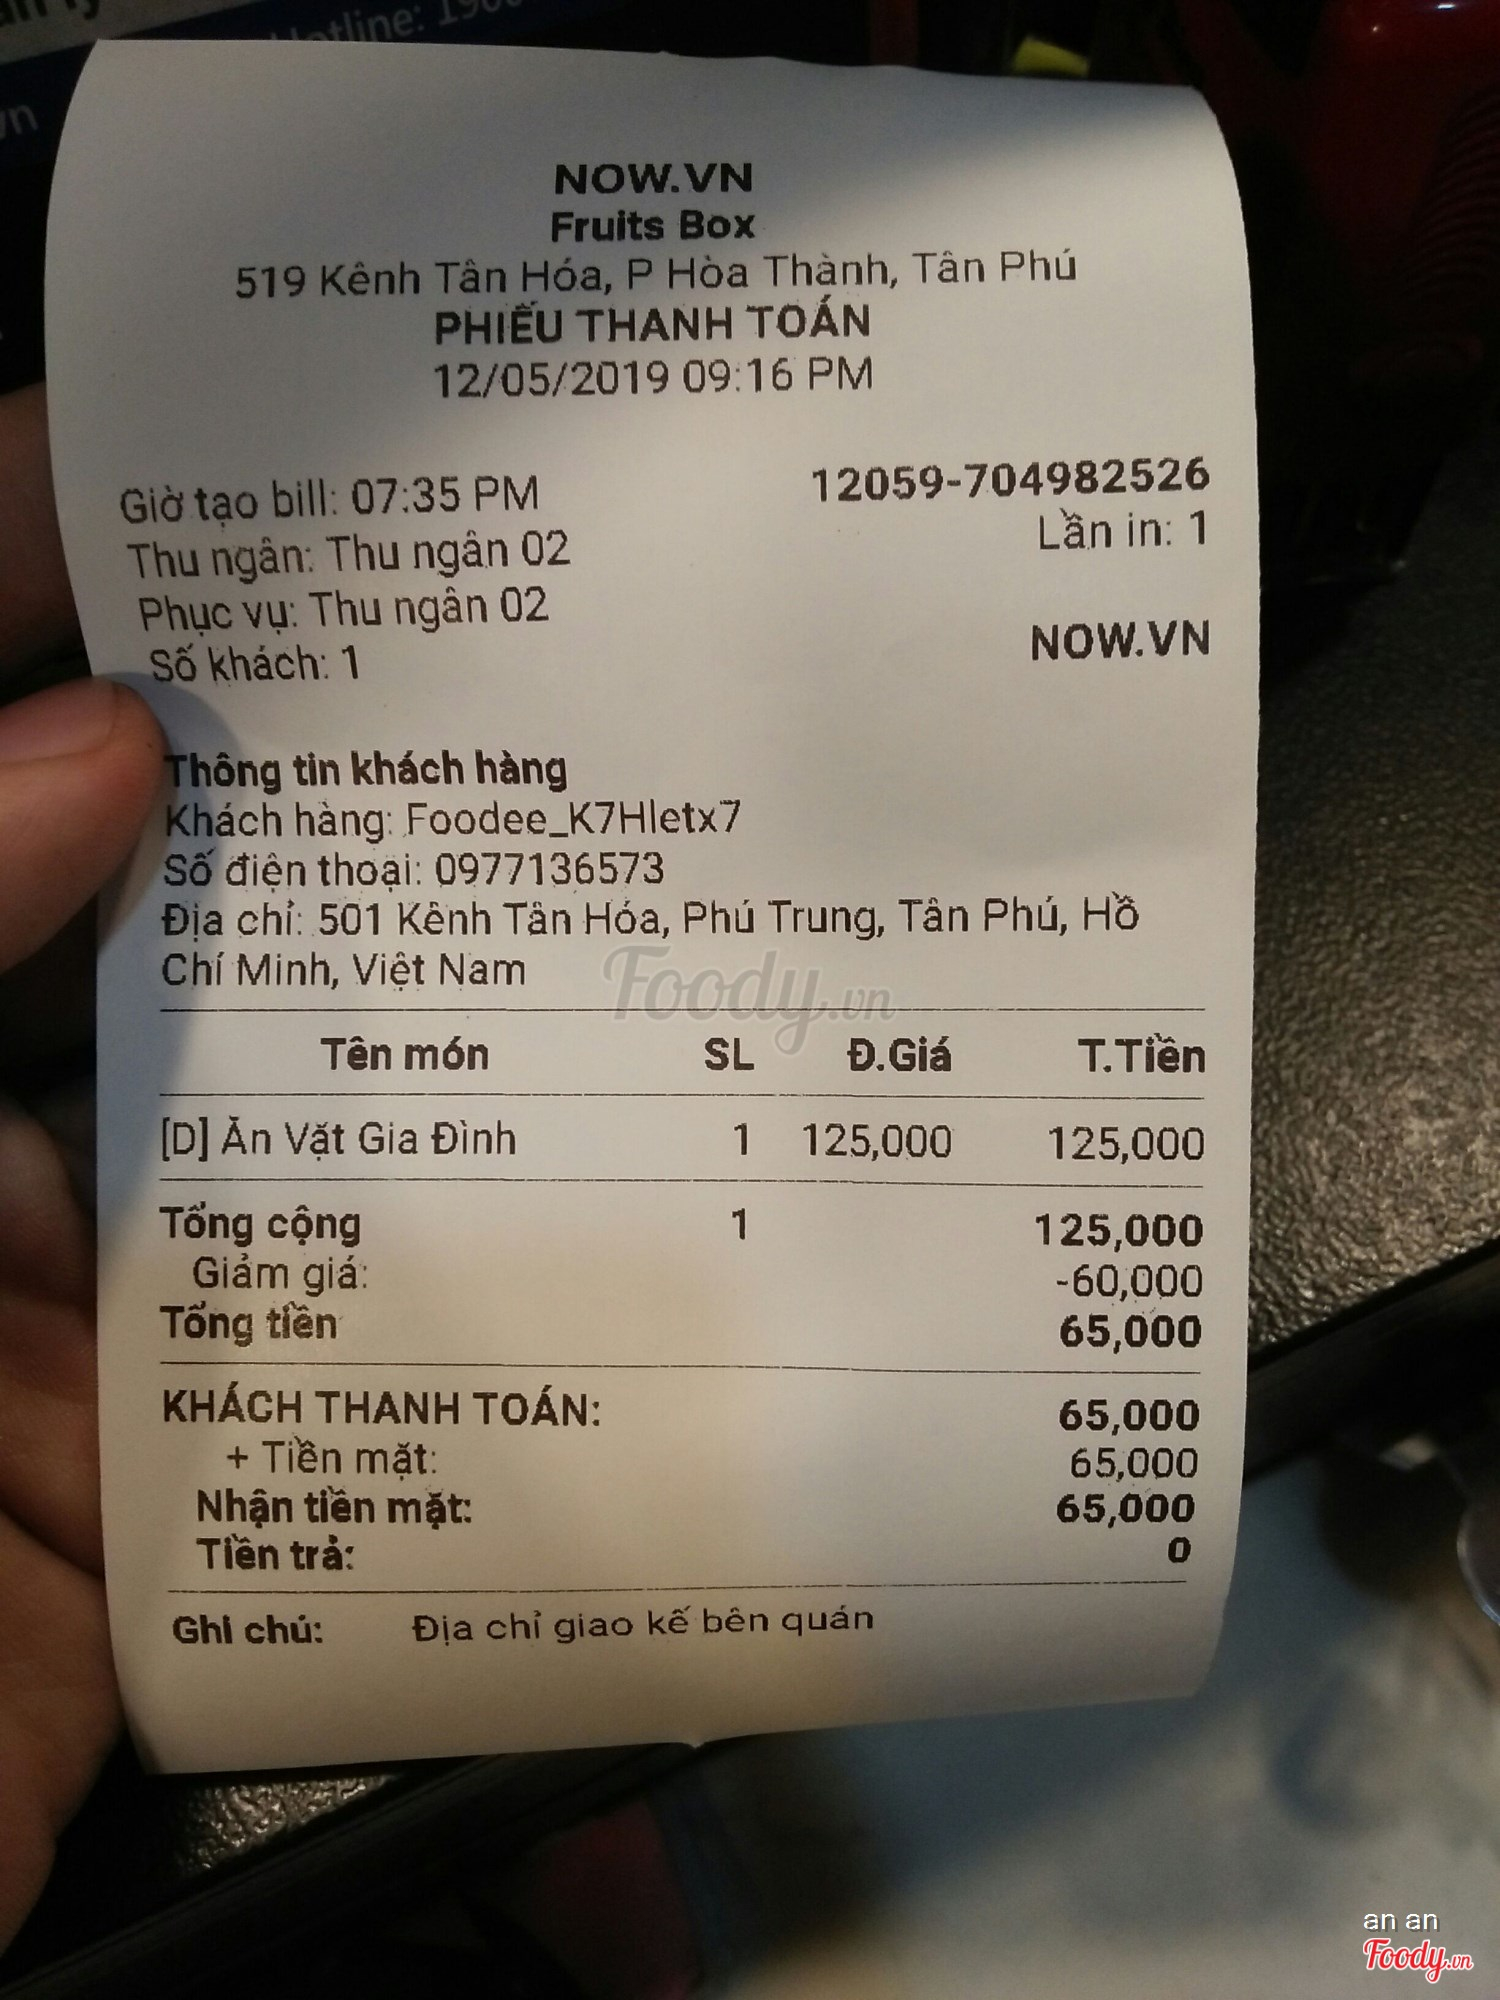 Hotline: 190
vn
NOW.VN
Fruits Box
519 Kênh Tân Hóa, P Hòa Thành, Tân Phú
PHIẾU THANH TOÁN
12/05/2019 09:16 PM
Giờ tạo bill: 07:35 PM
12059-704982526
Thu ngân: Thu ngân 02
Lần in: 1
Phục vụ: Thu ngân 02
NOW.VN
Số khách: 1
Thông tin khách hàng
Khách hàng: Foodee_K7Hletx7
Số điện thoại: 0977136573
Địa chỉ: 501 Kênh Tân Hóa, Phú Trung, Tân Phú, Hồ
Chí Minh, Việt Nam
Foody.vn
Tên món SL Đ.Giá T.Tiền
[D] Ăn Vặt Gia Đình 1 125,000 125,000
Tổng cộng 1 125,000
Giảm giá: -60,000
Tổng tiền 65,000
KHÁCH THANH TOÁN: 65,000
+ Tiền mặt: 65,000
Nhận tiền mặt: 65,000
Tiền trả: 0
Ghi chú: Địa chỉ giao kế bên quán
an an
Foody.vn